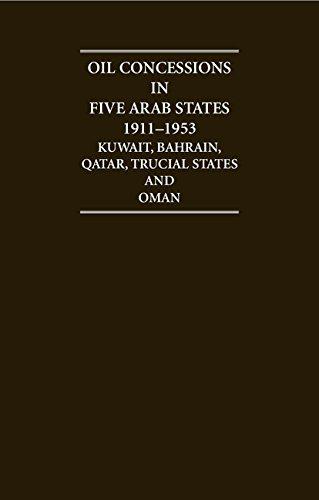 OIL CONCESSIONS
IN
FIVE ARAB STATES
1911–1953
KUWAIT, BAHRAIN,
QATAR, TRUCIAL STATES
AND
OMAN